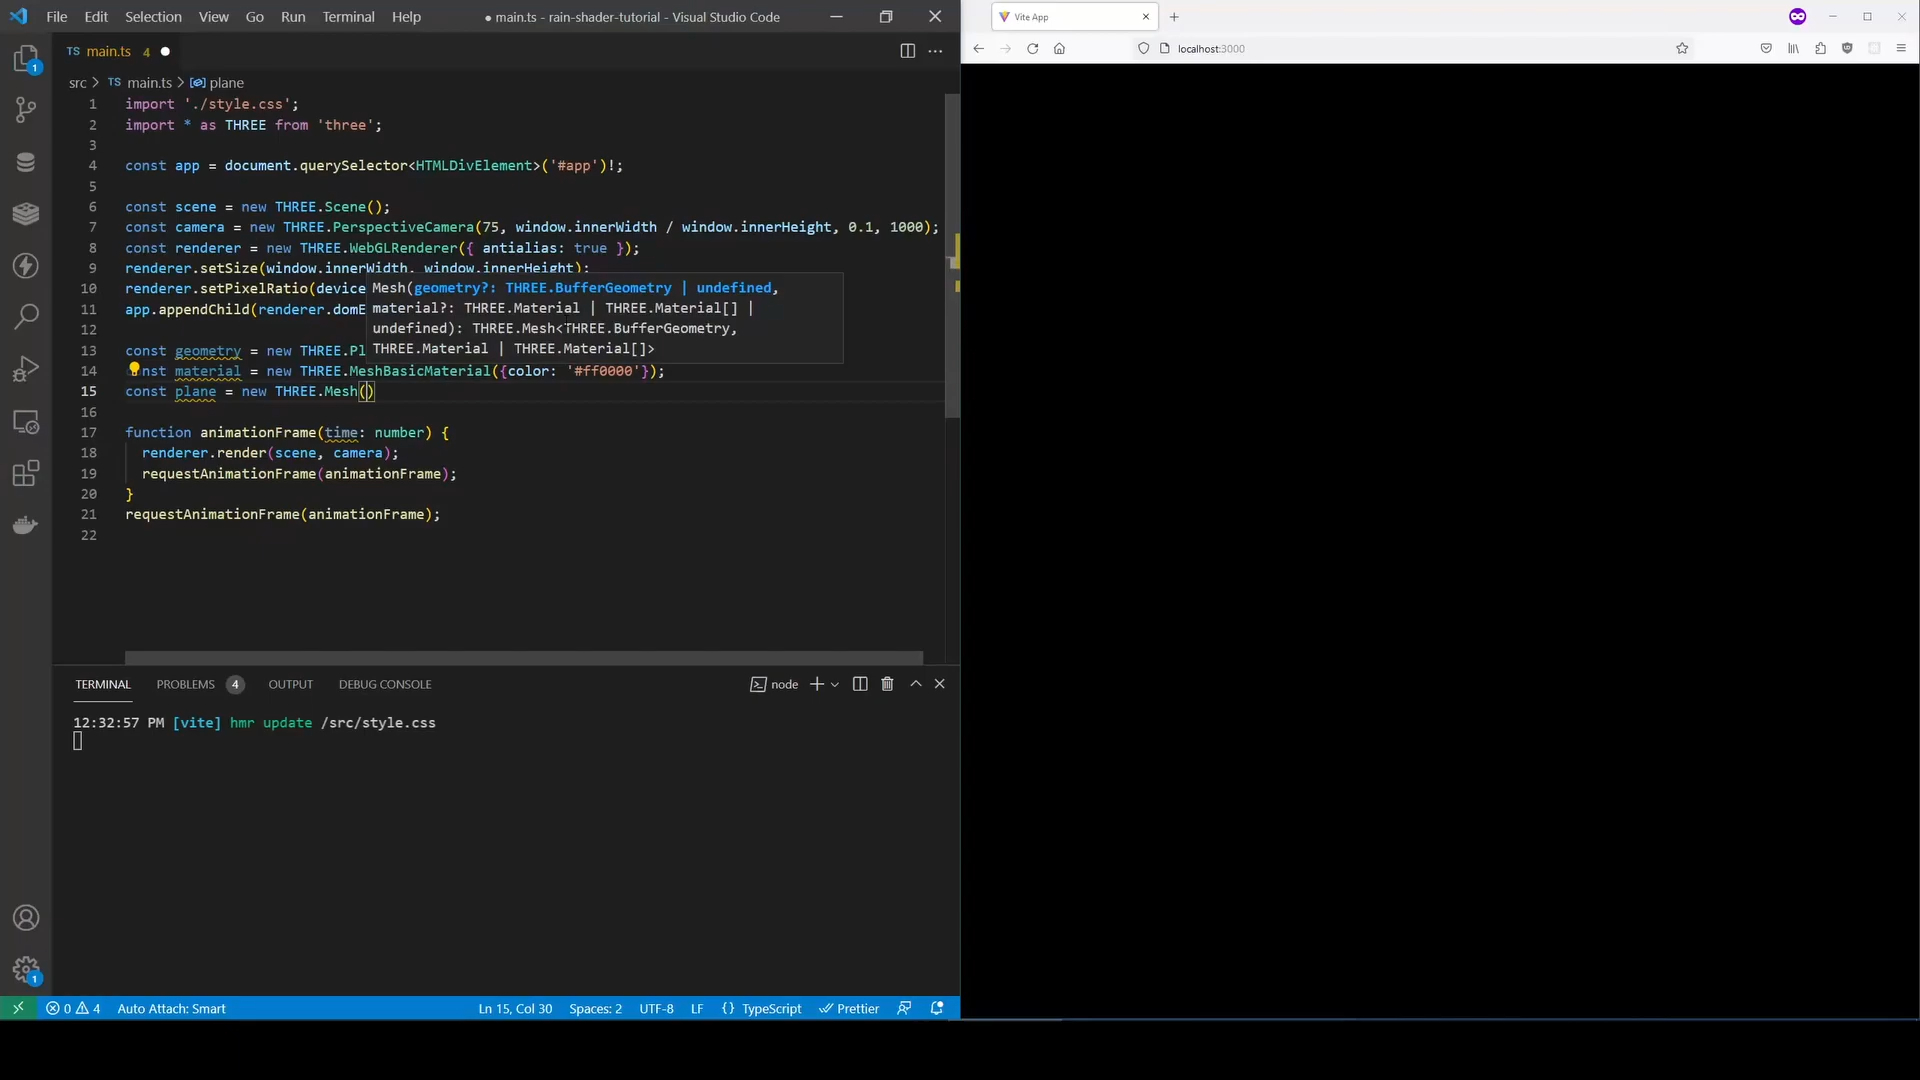 File Edit Selection View Go Run Terminal Help ● main.ts - rain-shader-tutorial - Visual Studio Code
Vite App
localhost:3000
TS main.ts 4
src > TS main.ts > plane
1 import './style.css';
2 import * as THREE from 'three';
3
4 const app = document.querySelector<HTMLDivElement>('#app')!;
5
6 const scene = new THREE.Scene();
7 const camera = new THREE.PerspectiveCamera(75, window.innerWidth / window.innerHeight, 0.1, 1000);
8 const renderer = new THREE.WebGLRenderer({ antialias: true });
9 renderer.setSize(window.innerWidth, window.innerHeight);
10 renderer.setPixelRatio(device
11 app.appendChild(renderer.domE
12
13 const geometry = new THREE.Pl
14 nst material = new THREE.MeshBasicMaterial({color: '#ff0000'});
15 const plane = new THREE.Mesh()
16
17 function animationFrame(time: number) {
18 renderer.render(scene, camera);
19 requestAnimationFrame(animationFrame);
20 }
21 requestAnimationFrame(animationFrame);
22
Mesh(geometry?: THREE.BufferGeometry | undefined,
material?: THREE.Material | THREE.Material[] |
undefined): THREE.Mesh<THREE.BufferGeometry,
THREE.Material | THREE.Material[]>
TERMINAL PROBLEMS 4 OUTPUT DEBUG CONSOLE node
12:32:57 PM [vite] hmr update /src/style.css
1
1
0 4 Auto Attach: Smart Ln 15, Col 30 Spaces: 2 UTF-8 LF {} TypeScript Prettier